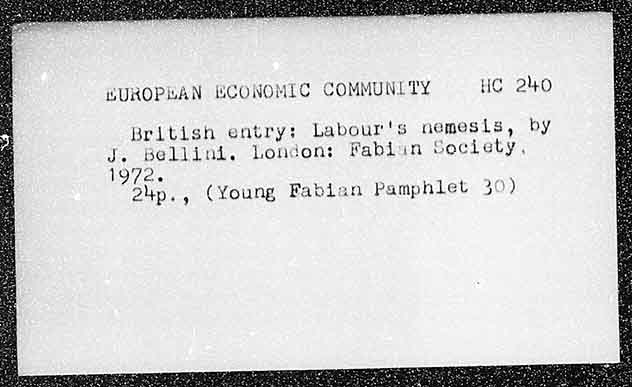 EUROPEAN ECONOMIC COMMUNITY HC 240
British entry: Labour's nemesis, by
J. Bellini. London: Fabian Society,
1972.
24p., (Young Fabian Pamphlet 30)